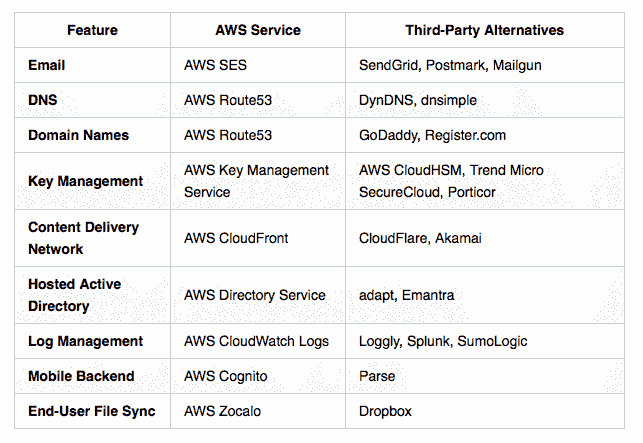 Feature AWS Service Third-Party Alternatives
Email AWS SES SendGrid, Postmark, Mailgun
DNS AWS Route53 DynDNS, dnsimple
Domain Names AWS Route53 GoDaddy, Register.com
Key Management AWS Key Management Service AWS CloudHSM, Trend Micro SecureCloud, Porticor
Content Delivery Network AWS CloudFront CloudFlare, Akamai
Hosted Active Directory AWS Directory Service adapt, Emantra
Log Management AWS CloudWatch Logs Loggly, Splunk, SumoLogic
Mobile Backend AWS Cognito Parse
End-User File Sync AWS Zocalo Dropbox